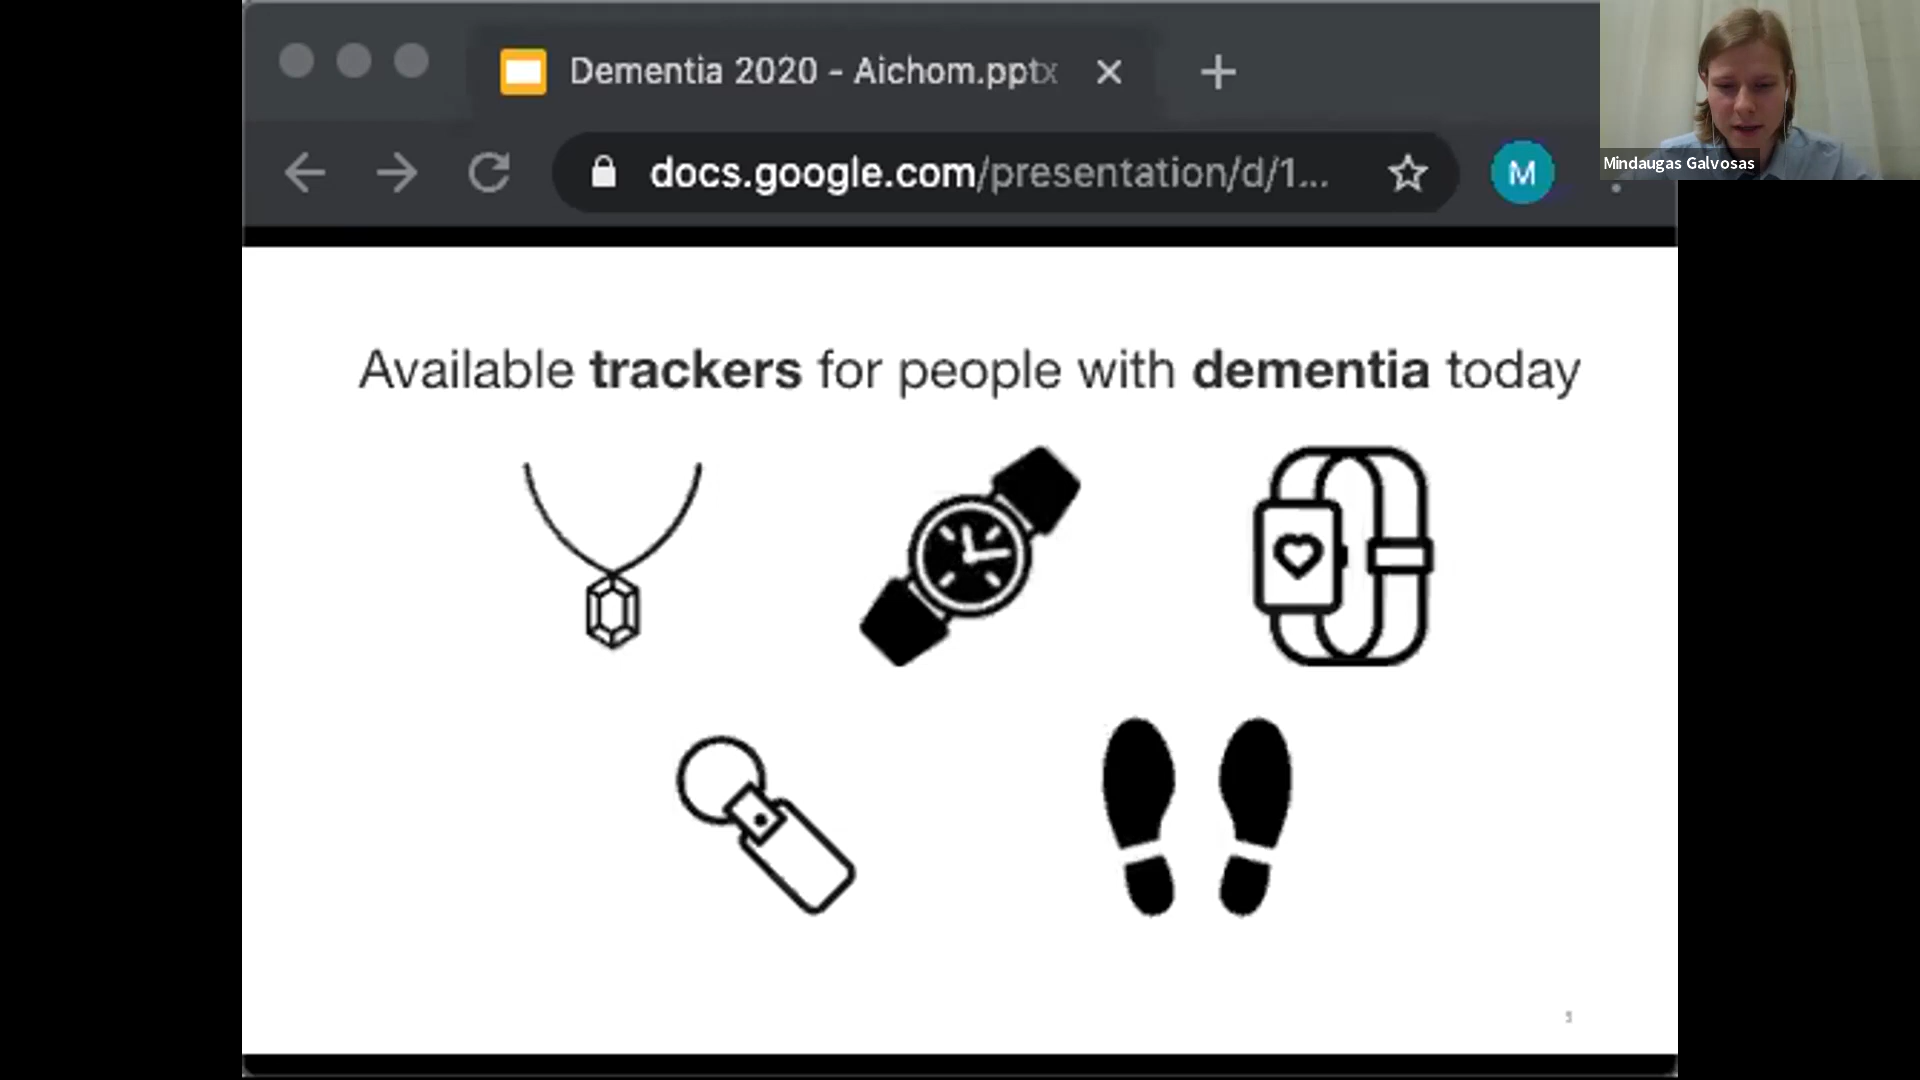 Dementia 2020 - Aichom.pptx
docs.google.com/presentation/d/1...
M
Mindaugas Galvosas
Available trackers for people with dementia today